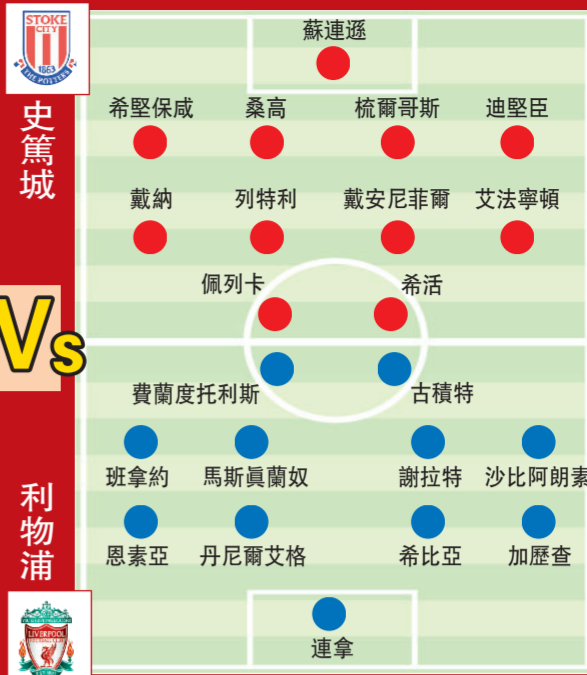 STOKE
CITY
1863
THE POTTERS
史篤城
蘇連遜
希堅保咸 桑高 梳爾哥斯 迪堅臣
戴納 列特利 戴安尼菲爾 艾法寧頓
佩列卡 希活
Vs
費蘭度托利斯 古積特
班拿約 馬斯眞蘭奴 謝拉特 沙比阿朗素
恩素亞 丹尼爾艾格 希比亞 加歷查
連拿
利物浦
LIVERPOOL